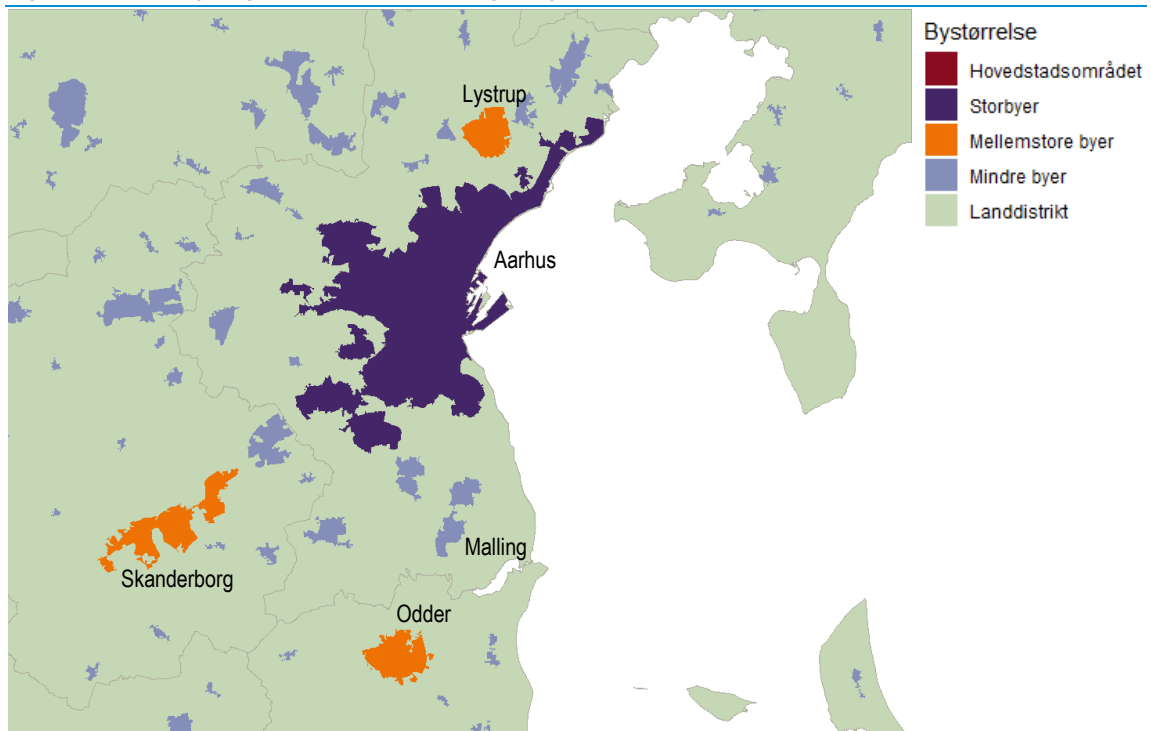 Bystørrelse
Hovedstadsområdet
Storbyer
Mellemstore byer
Mindre byer
Landdistrikt
Lystrup
Aarhus
Malling
Skanderborg
Odder